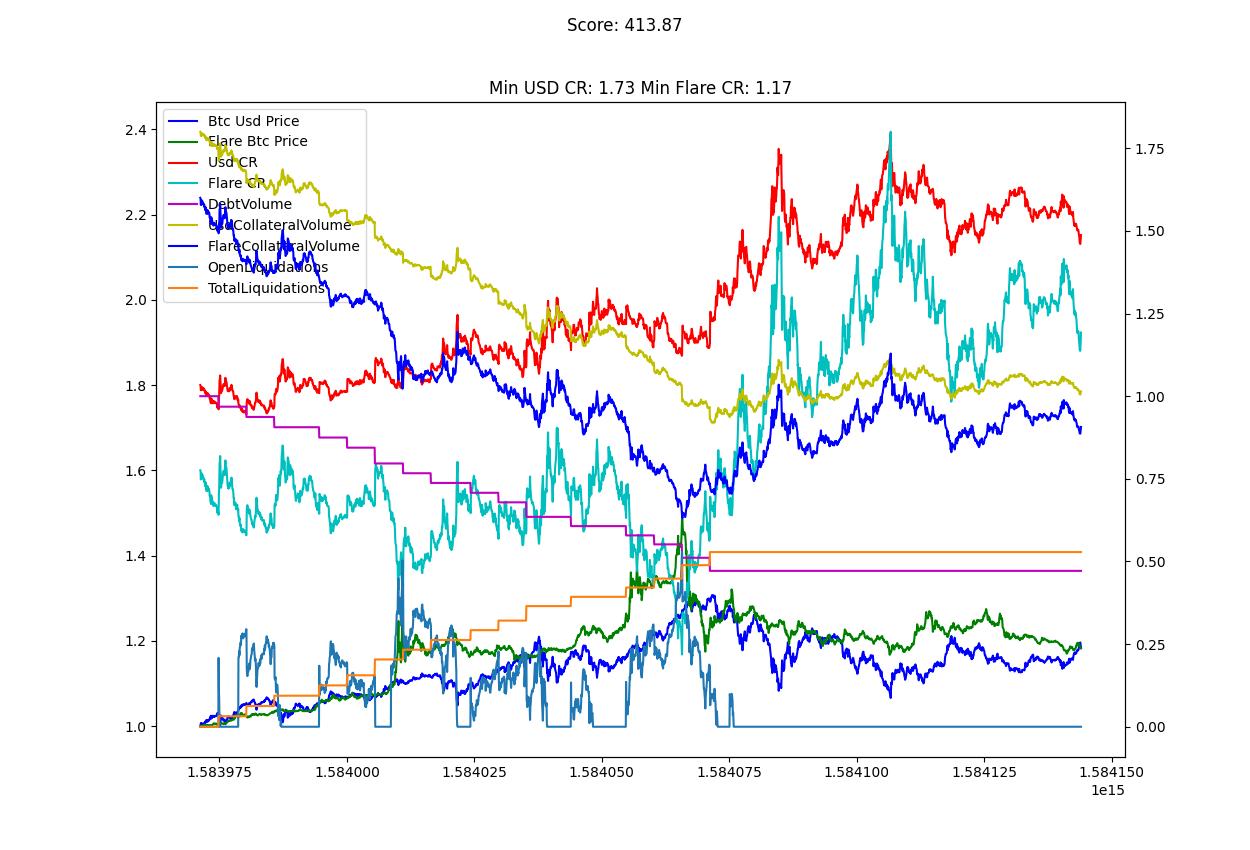 Score: 413.87
Min USD CR: 1.73 Min Flare CR: 1.17
Btc Usd Price
Flare Btc Price
Usd CR
Flare CR
DebtVolume
UsdCollateralVolume
FlareCollateralVolume
OpenLiquidations
TotalLiquidations
2.4
2.2
2.0
1.8
1.6
1.4
1.2
1.0
1.75
1.50
1.25
1.00
0.75
0.50
0.25
0.00
1.583975 1.584000 1.584025 1.584050 1.584075 1.584100 1.584125 1.584150
1e15